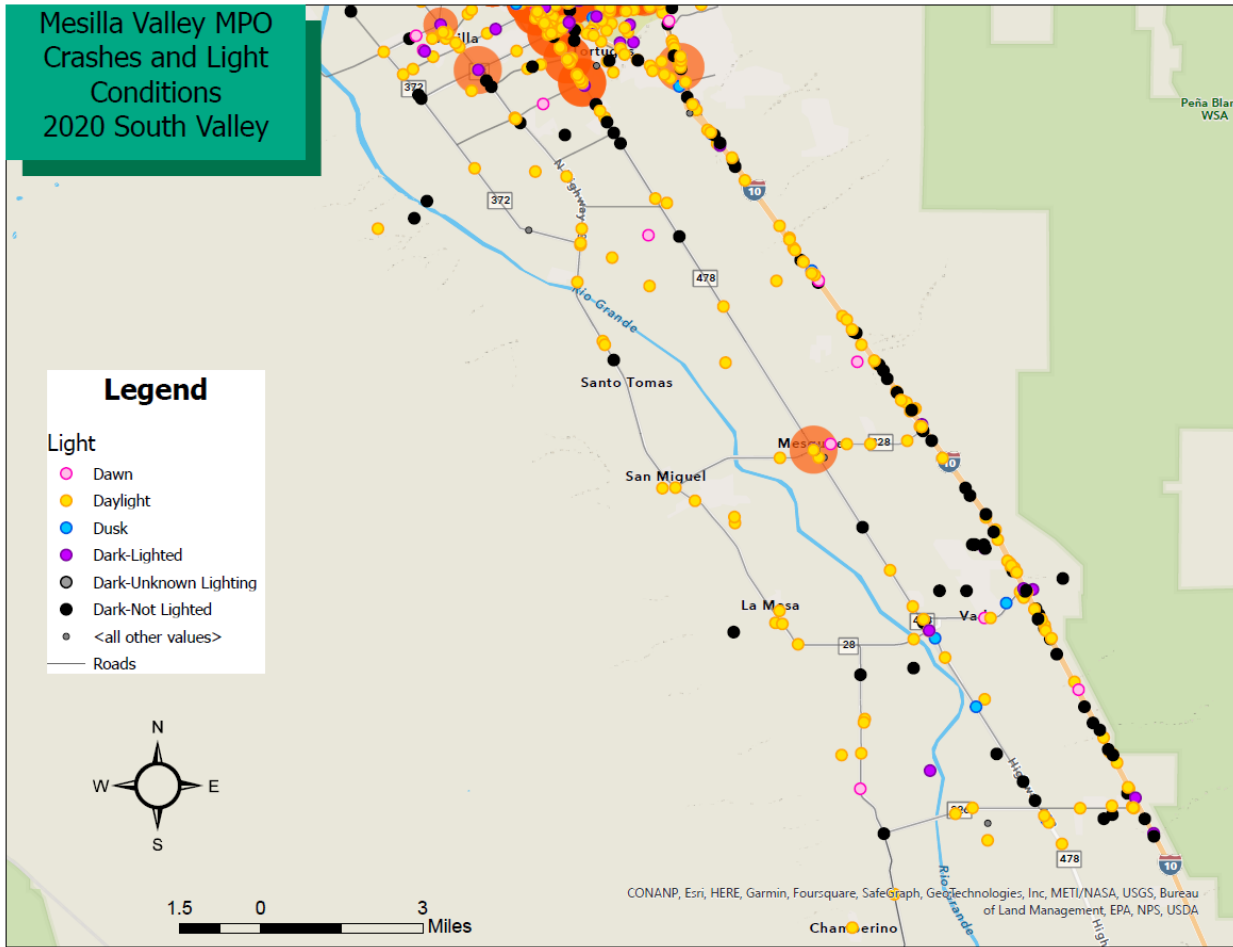 Mesilla Valley MPO
Crashes and Light
Conditions
2020 South Valley
Peña Blan
WSA
372
10
372
478
Rio Grande
Santo Tomas
10
San Miguel
La Mesa
28
478
10
Rio Grande
Legend
Light
Dawn
Daylight
Dusk
Dark-Lighted
Dark-Unknown Lighting
Dark-Not Lighted
<all other values>
Roads
N
W E
S
1.5 0 3
Miles
CONANP, Esri, HERE, Garmin, Foursquare, SafeGraph, GeoTechnologies, Inc, METI/NASA, USGS, Bureau
of Land Management, EPA, NPS, USDA
Chamberino